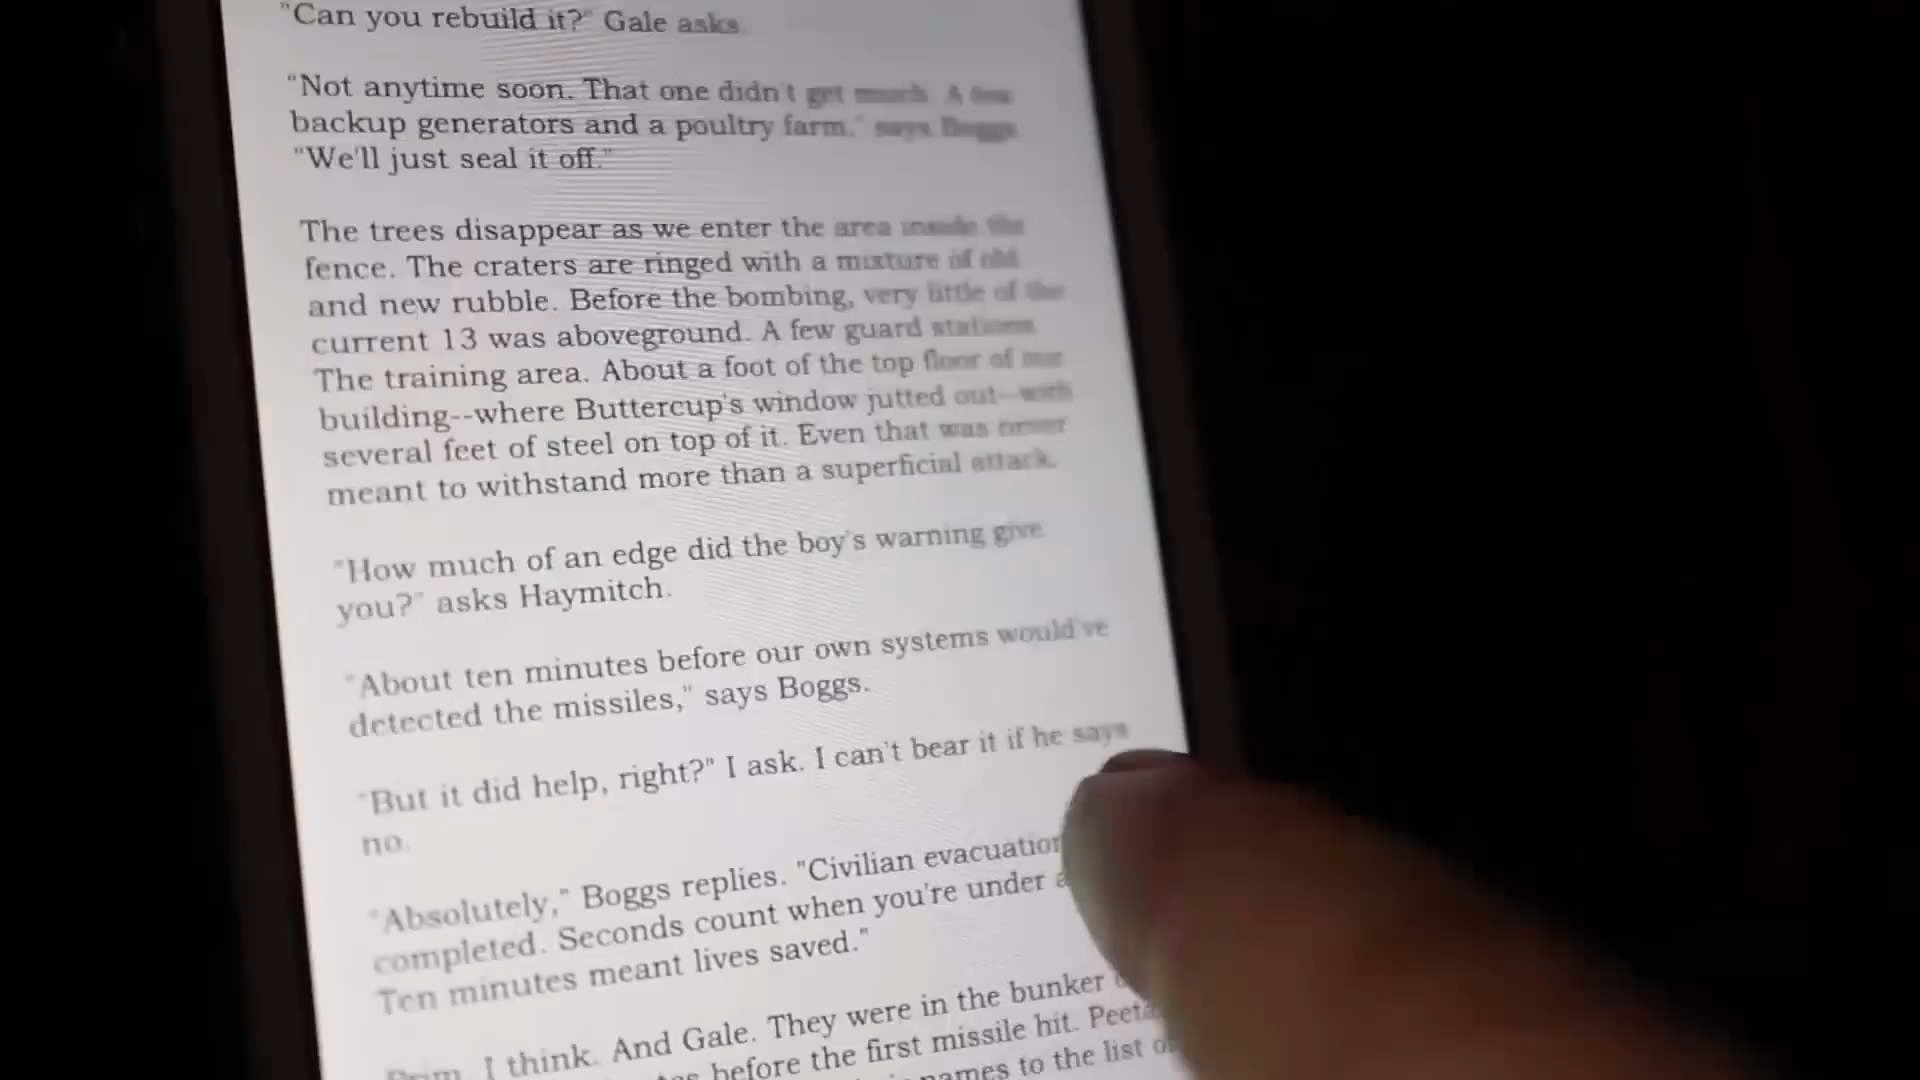 "Can you rebuild it?" Gale asks.
"Not anytime soon. That one didn't get much. A few
backup generators and a poultry farm," says Boggs.
"We'll just seal it off."
The trees disappear as we enter the area inside the
fence. The craters are ringed with a mixture of old
and new rubble. Before the bombing, very little of the
current 13 was aboveground. A few guard stations.
The training area. About a foot of the top floor of our
building--where Buttercup's window jutted out--with
several feet of steel on top of it. Even that was never
meant to withstand more than a superficial attack.
"How much of an edge did the boy's warning give
you?" asks Haymitch.
"About ten minutes before our own systems would've
detected the missiles," says Boggs.
"But it did help, right?" I ask. I can't bear it if he says
no.
"Absolutely," Boggs replies. "Civilian evacuation
completed. Seconds count when you're under
Ten minutes meant lives saved."
Prim, I think. And Gale. They were in the bunker
before the first missile hit. Peeta
names to the list